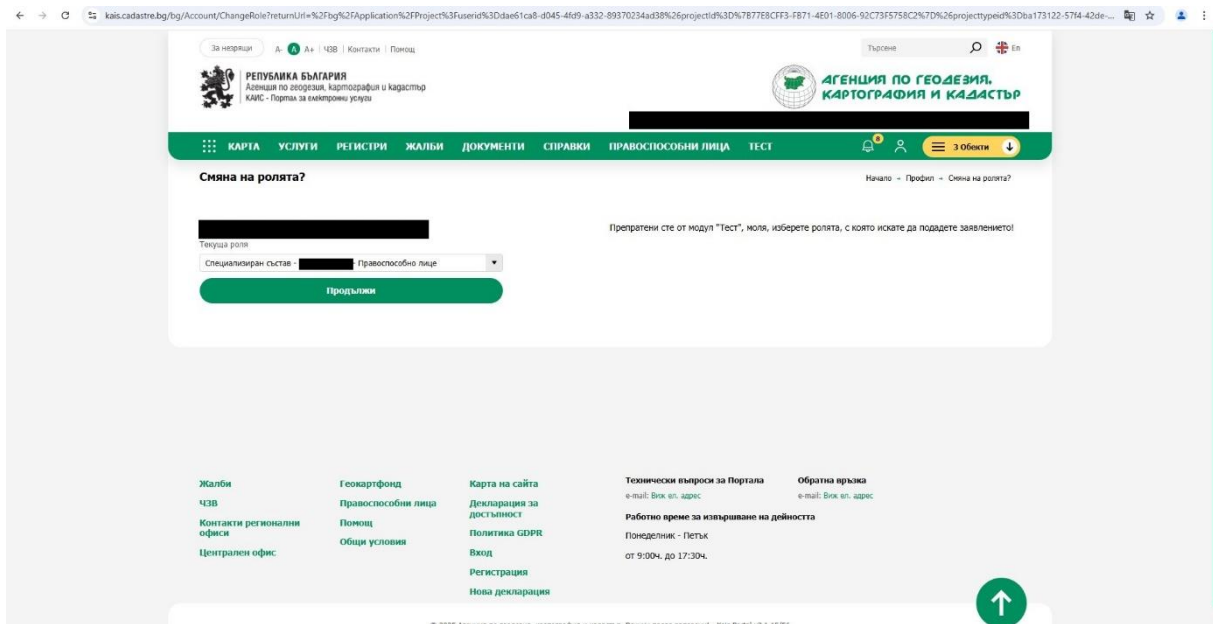 kais.cadastre.bg/bg/Account/ChangeRole?returnUrl=%2Fbg%2FApplication%2FProject%3Fuserid%3Ddae61ca8-d045-4fd9-a332-89370234ad38%26projectId%3D%7B77E8CFF3-FB71-4E01-8006-92C73F5758C2%7D%26projecttypeid%3Dba173122-57f4-42de-...
За незрящи A- A A+ | ЧЗВ | Контакти | Помощ Търсене En
РЕПУБЛИКА БЪЛГАРИЯ
Агенция по геодезия, картография и кадастър
КАИС - Портал за електронни услуги
АГЕНЦИЯ ПО ГЕОДЕЗИЯ,
КАРТОГРАФИЯ И КАДАСТЪР
КАРТА УСЛУГИ РЕГИСТРИ ЖАЛБИ ДОКУМЕНТИ СПРАВКИ ПРАВОСПОСОБНИ ЛИЦА ТЕСТ 3 Обекти
Смяна на ролята? Начало Профил Смяна на ролята?
Препратени сте от модул "Тест", моля, изберете ролята, с която искате да подадете заявлението!
Текуща роля
Специализиран състав - - Правоспособно лице
Продължи
Жалби
ЧЗВ
Контакти регионални
офиси
Централен офис
Геокартфонд
Правоспособни лица
Помощ
Общи условия
Карта на сайта
Декларация за
достъпност
Политика GDPR
Вход
Регистрация
Нова декларация
Технически въпроси за Портала
e-mail: Виж ел. адрес
Обратна връзка
e-mail: Виж ел. адрес
Работно време за извършване на дейността
Понеделник - Петък
от 9:00ч. до 17:30ч.